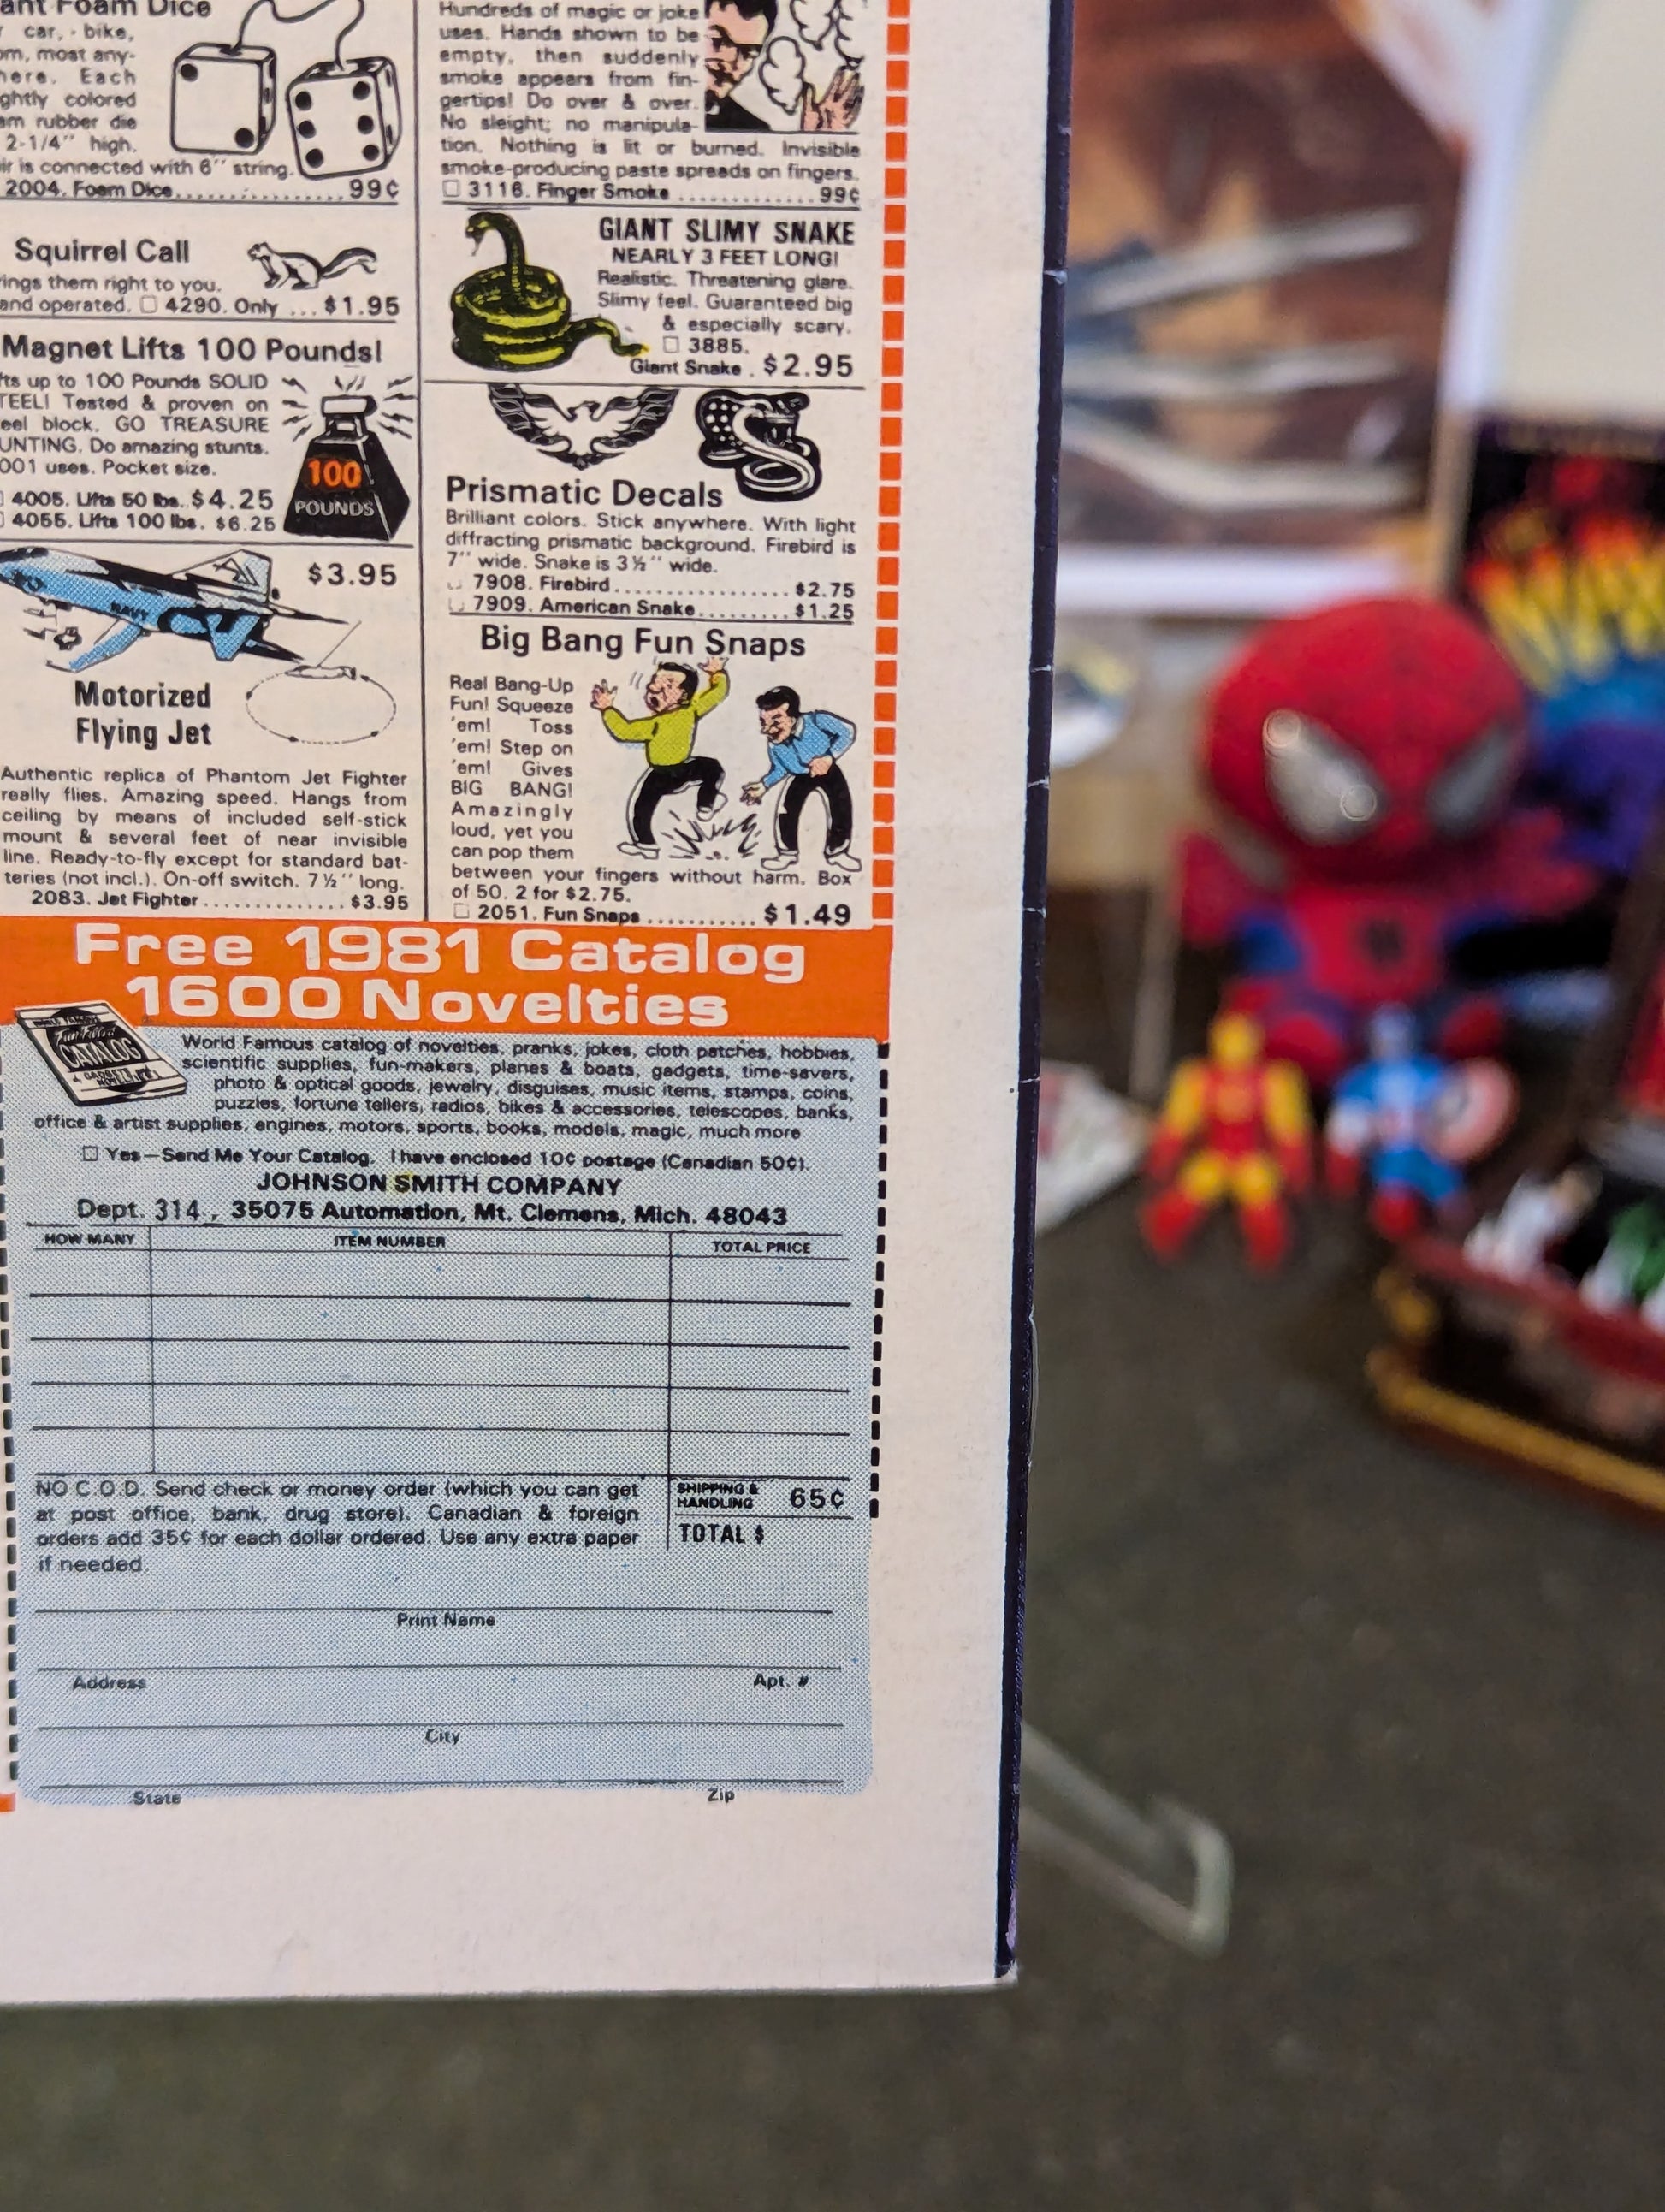 ant Foam Dice
car, - bike,
om, most any-
here. Each
ghtly colored
am rubber die
2-1/4" high.
ir is connected with 6" string.
2004. Foam Dice.................99¢
Squirrel Call
rings them right to you.
and operated. □ 4290. Only ...$1.95
Magnet Lifts 100 Pounds!
fts up to 100 Pounds SOLID
TEEL! Tested & proven on
eel block. GO TREASURE
UNTING. Do amazing stunts.
001 uses. Pocket size.
4005. Lifts 50 lbs. $4.25
4055. Lifts 100 lbs. $6.25
100
POUNDS
$3.95
NAVY
Motorized
Flying Jet
Authentic replica of Phantom Jet Fighter
really flies. Amazing speed. Hangs from
ceiling by means of included self-stick
mount & several feet of near invisible
line. Ready-to-fly except for standard bat-
teries (not incl.). On-off switch. 7½" long.
2083. Jet Fighter..............$3.95
Hundreds of magic or joke
uses. Hands shown to be
empty, then suddenly
smoke appears from fin-
gertips! Do over & over.
No sleight; no manipula-
tion. Nothing is lit or burned. Invisible
smoke-producing paste spreads on fingers.
□ 3116. Finger Smoke .............99¢
GIANT SLIMY SNAKE
NEARLY 3 FEET LONG!
Realistic. Threatening glare.
Slimy feel. Guaranteed big
& especially scary.
□ 3885.
Giant Snake . $2.95
Prismatic Decals
Brilliant colors. Stick anywhere. With light
diffracting prismatic background. Firebird is
7" wide. Snake is 3½" wide.
□ 7908. Firebird.................$2.75
□ 7909. American Snake.........$1.25
Big Bang Fun Snaps
Real Bang-Up
Fun! Squeeze
'em! Toss
'em! Step on
'em! Gives
BIG BANG!
Amazingly
loud, yet you
can pop them
between your fingers without harm. Box
of 50. 2 for $2.75.
□ 2051. Fun Snaps...........$1.49
Free 1981 Catalog
1600 Novelties
CATALOG
World Famous catalog of novelties, pranks, jokes, cloth patches, hobbies,
scientific supplies, fun-makers, planes & boats, gadgets, time-savers,
photo & optical goods, jewelry, disguises, music items, stamps, coins,
puzzles, fortune tellers, radios, bikes & accessories, telescopes, banks,
office & artist supplies, engines, motors, sports, books, models, magic, much more
□ Yes—Send Me Your Catalog. I have enclosed 10¢ postage (Canadian 50¢).
JOHNSON SMITH COMPANY
Dept. 314 , 35075 Automation, Mt. Clemens, Mich. 48043
HOW MANY ITEM NUMBER TOTAL PRICE
NO C.O.D. Send check or money order (which you can get
at post office, bank, drug store). Canadian & foreign
orders add 35¢ for each dollar ordered. Use any extra paper
if needed.
SHIPPING &
HANDLING 65¢
TOTAL $
Print Name
Address Apt. #
City
State Zip